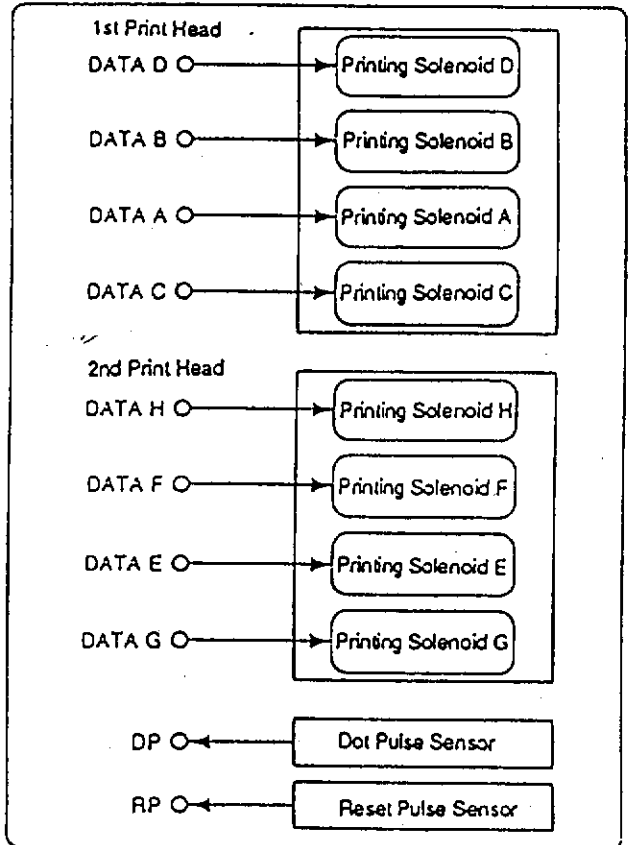 1st Print Head
DATA D Printing Solenoid D
DATA B Printing Solenoid B
DATA A Printing Solenoid A
DATA C Printing Solenoid C
2nd Print Head
DATA H Printing Solenoid H
DATA F Printing Solenoid F
DATA E Printing Solenoid E
DATA G Printing Solenoid G
DP Dot Pulse Sensor
RP Reset Pulse Sensor